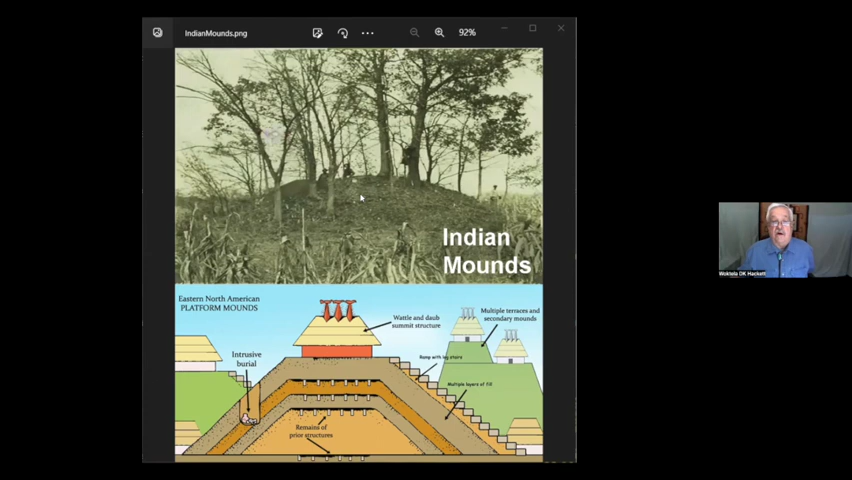 IndianMounds.png
92%
Indian
Mounds
Eastern North American
PLATFORM MOUNDS
Wattle and daub
summit structure
Multiple terraces and
secondary mounds
Intrusive
burial
Ramp with log stairs
Multiple layers of fill
Remains of
prior structures
Woktela DK Hackett